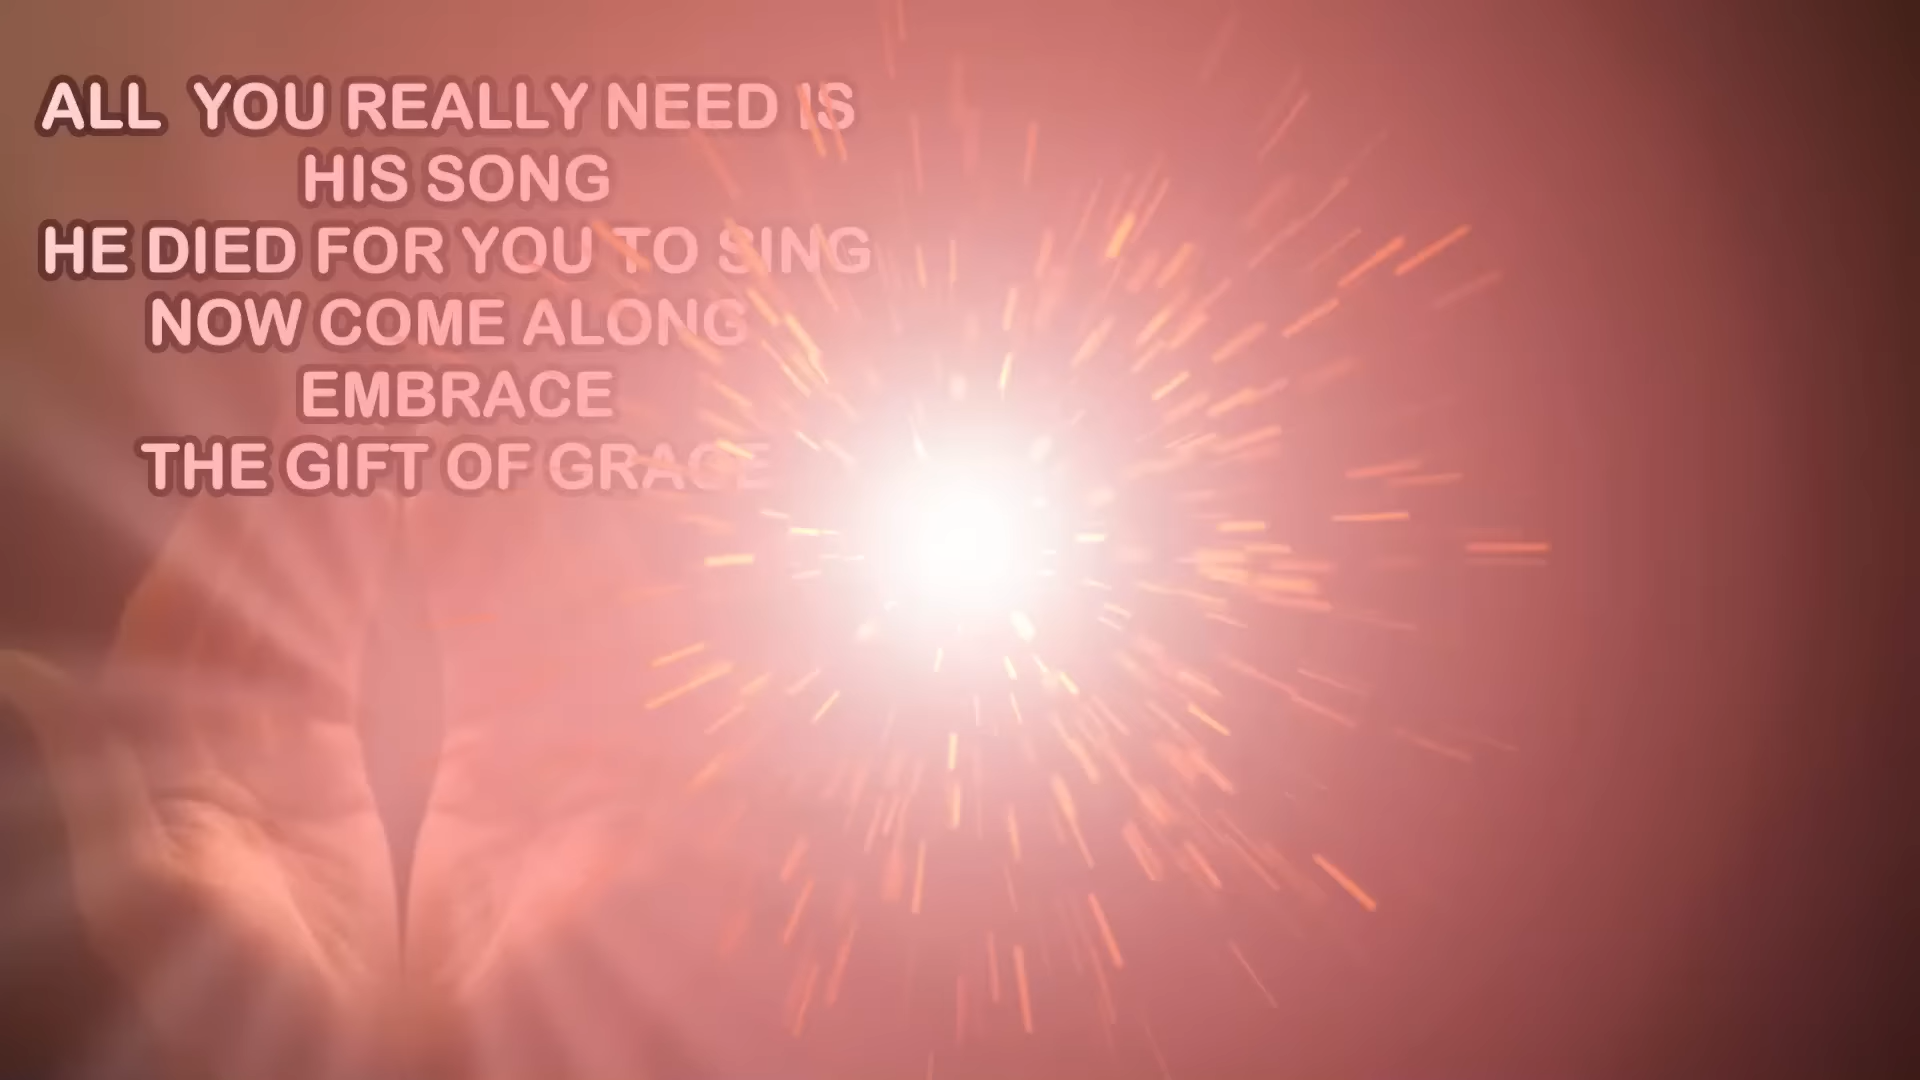 ALL YOU REALLY NEED IS
HIS SONG
HE DIED FOR YOU TO SING
NOW COME ALONG
EMBRACE
THE GIFT OF GRACE